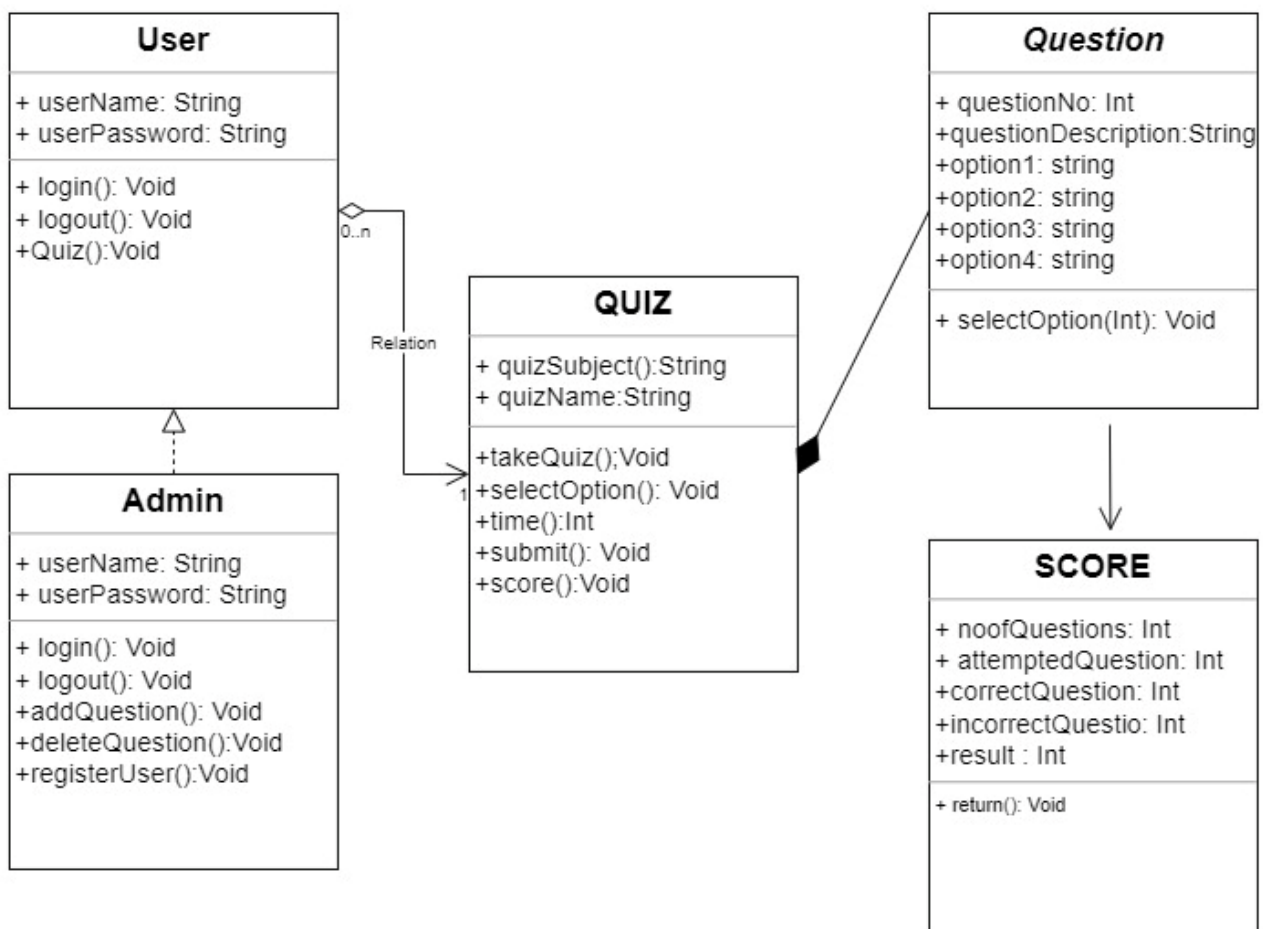 User
+ userName: String
+ userPassword: String
+ login(): Void
+ logout(): Void
+Quiz():Void
0..n
Relation
Admin
+ userName: String
+ userPassword: String
+ login(): Void
+ logout(): Void
+addQuestion(): Void
+deleteQuestion():Void
+registerUser():Void
QUIZ
+ quizSubject():String
+ quizName:String
1
+takeQuiz();Void
+selectOption(): Void
+time():Int
+submit(): Void
+score():Void
Question
+ questionNo: Int
+questionDescription:String
+option1: string
+option2: string
+option3: string
+option4: string
+ selectOption(Int): Void
SCORE
+ noofQuestions: Int
+ attemptedQuestion: Int
+correctQuestion: Int
+incorrectQuestio: Int
+result : Int
+ return(): Void